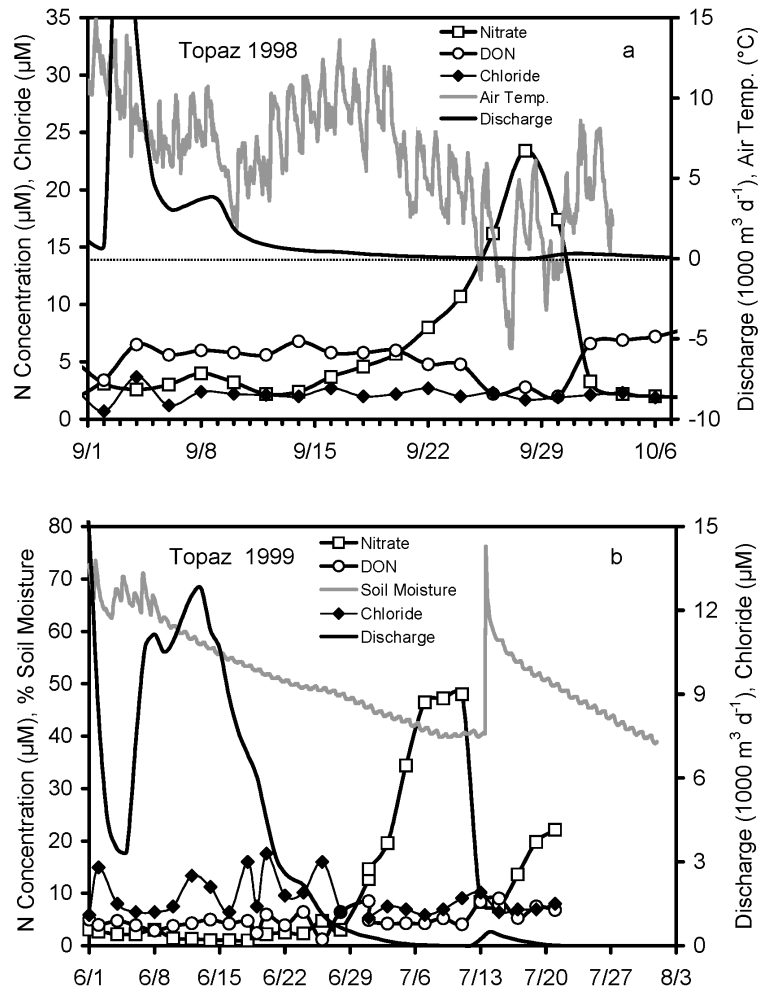 Topaz 1998
a
Nitrate
DON
Chloride
Air Temp.
Discharge
N Concentration (µM), Chloride (µM)
35
30
25
20
15
10
5
0
15
10
5
0
-5
-10
Discharge (1000 m³ d⁻¹), Air Temp. (°C)
9/1 9/8 9/15 9/22 9/29 10/6
Topaz 1999
b
Nitrate
DON
Soil Moisture
Chloride
Discharge
N Concentration (µM), % Soil Moisture
80
70
60
50
40
30
20
10
0
15
12
9
6
3
0
Discharge (1000 m³ d⁻¹), Chloride (µM)
6/1 6/8 6/15 6/22 6/29 7/6 7/13 7/20 7/27 8/3